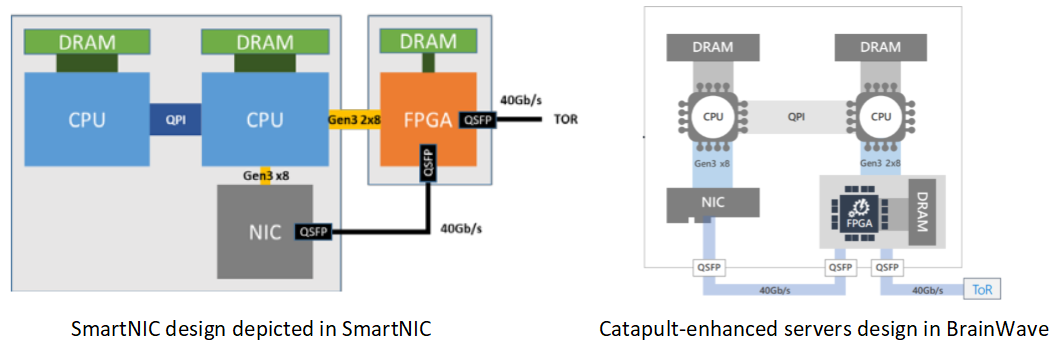 DRAM
DRAM
DRAM
CPU
QPI
CPU
Gen3 2x8
FPGA
QSFP
40Gb/s
TOR
QSFP
Gen3 x8
NIC
QSFP
40Gb/s
SmartNIC design depicted in SmartNIC
DRAM
DRAM
CPU
QPI
CPU
Gen3 x8
Gen3 2x8
NIC
FPGA
DRAM
QSFP
QSFP
QSFP
40Gb/s
40Gb/s
ToR
Catapult-enhanced servers design in BrainWave